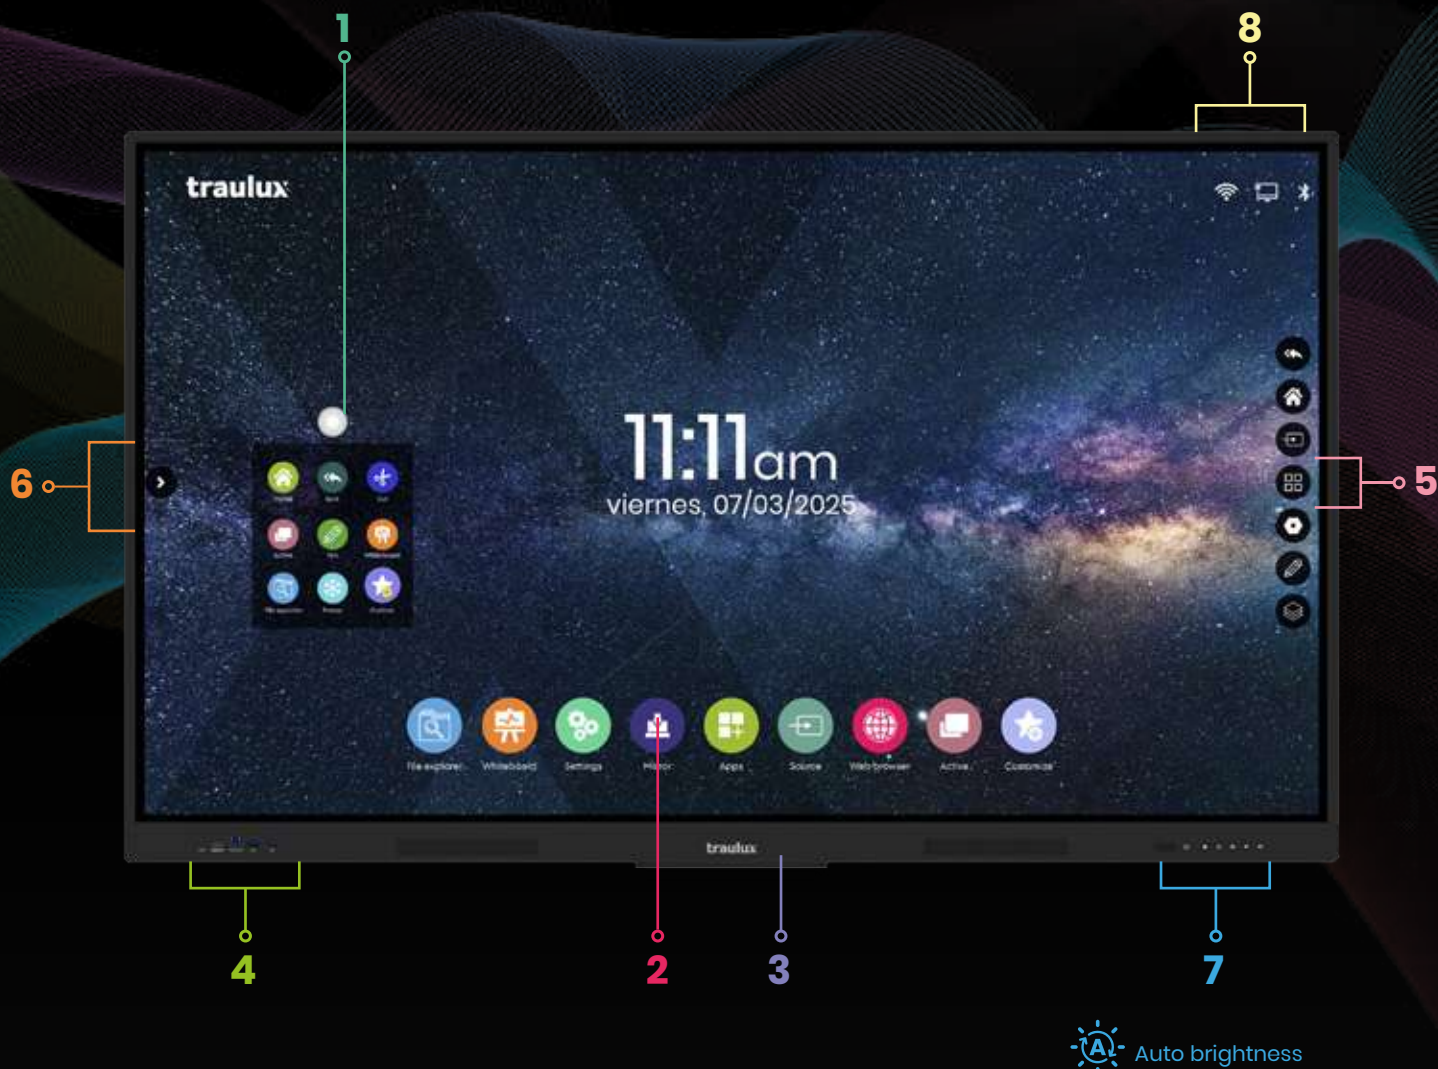 1
8
traulux
11:11am
viernes, 07/03/2025
6
5
File explorer
Whiteboard
Settings
Mirror
Apps
Source
Web browser
Active
Customize
traulux
4
2
3
7
A
Auto brightness